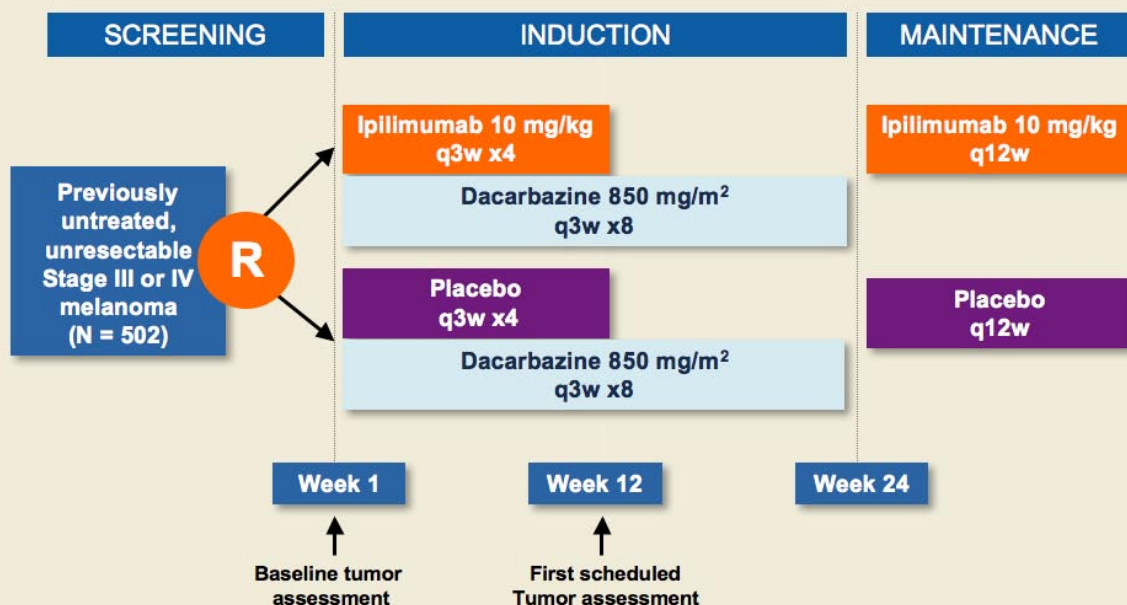 SCREENING
INDUCTION
MAINTENANCE
Previously
untreated,
unresectable
Stage III or IV
melanoma
(N = 502)
R
Ipilimumab 10 mg/kg
q3w x4
Dacarbazine 850 mg/m²
q3w x8
Placebo
q3w x4
Dacarbazine 850 mg/m²
q3w x8
Ipilimumab 10 mg/kg
q12w
Placebo
q12w
Week 1
Week 12
Week 24
Baseline tumor
assessment
First scheduled
Tumor assessment